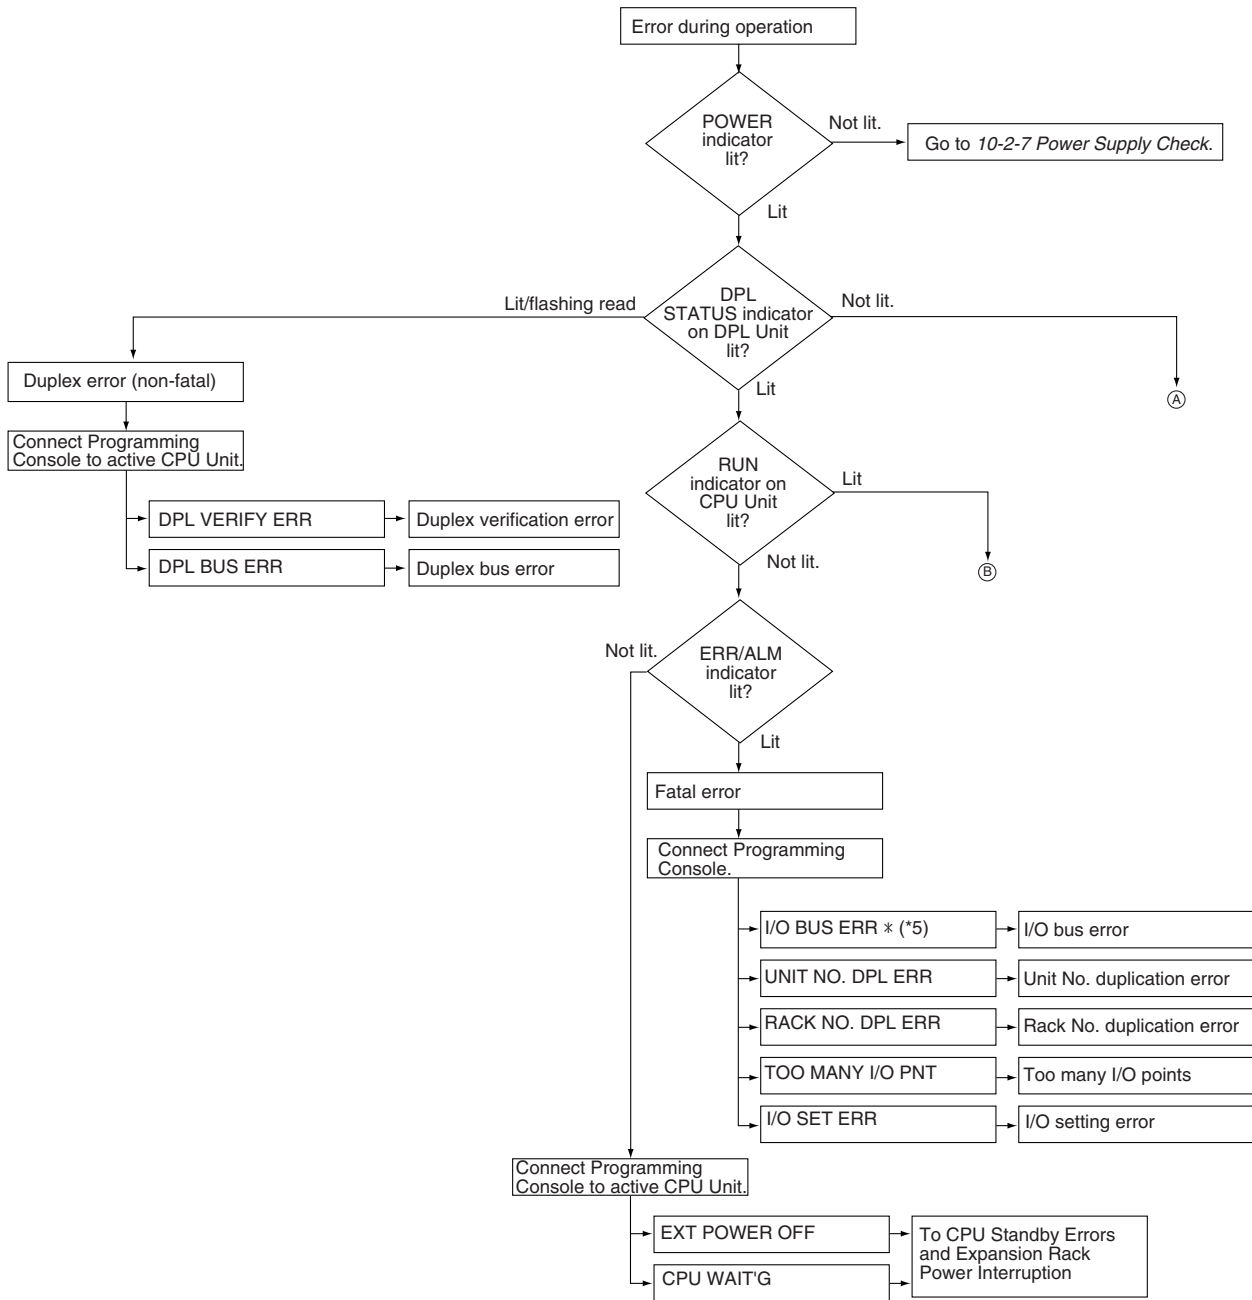 Error during operation
POWER
indicator
lit?
Not lit.
Go to 10-2-7 Power Supply Check.
Lit
DPL
STATUS indicator
on DPL Unit
lit?
Lit/flashing read
Not lit.
A
Lit
Duplex error (non-fatal)
Connect Programming
Console to active CPU Unit.
DPL VERIFY ERR
Duplex verification error
DPL BUS ERR
Duplex bus error
RUN
indicator on
CPU Unit
lit?
Lit
B
Not lit.
ERR/ALM
indicator
lit?
Not lit.
Lit
Fatal error
Connect Programming
Console.
I/O BUS ERR * (*5)
I/O bus error
UNIT NO. DPL ERR
Unit No. duplication error
RACK NO. DPL ERR
Rack No. duplication error
TOO MANY I/O PNT
Too many I/O points
I/O SET ERR
I/O setting error
Connect Programming
Console to active CPU Unit.
EXT POWER OFF
CPU WAIT'G
To CPU Standby Errors
and Expansion Rack
Power Interruption